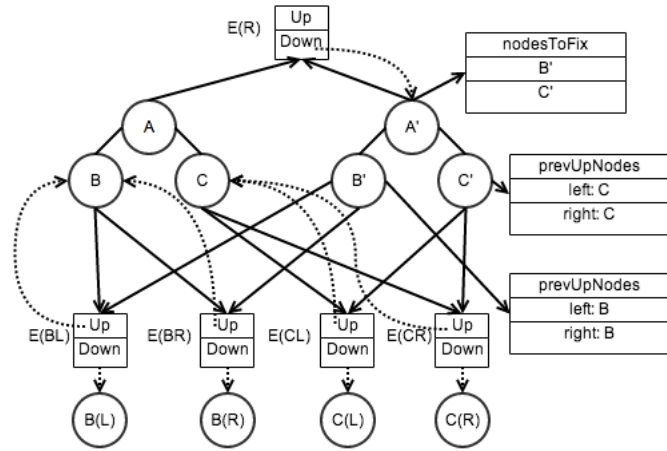 Up
E(R)
Down
nodesToFix
B'
C'
A
A'
B
C
B'
C'
prevUpNodes
left: C
right: C
prevUpNodes
left: B
right: B
E(BL)
Up
Down
E(BR)
Up
Down
E(CL)
Up
Down
E(CR)
Up
Down
B(L)
B(R)
C(L)
C(R)